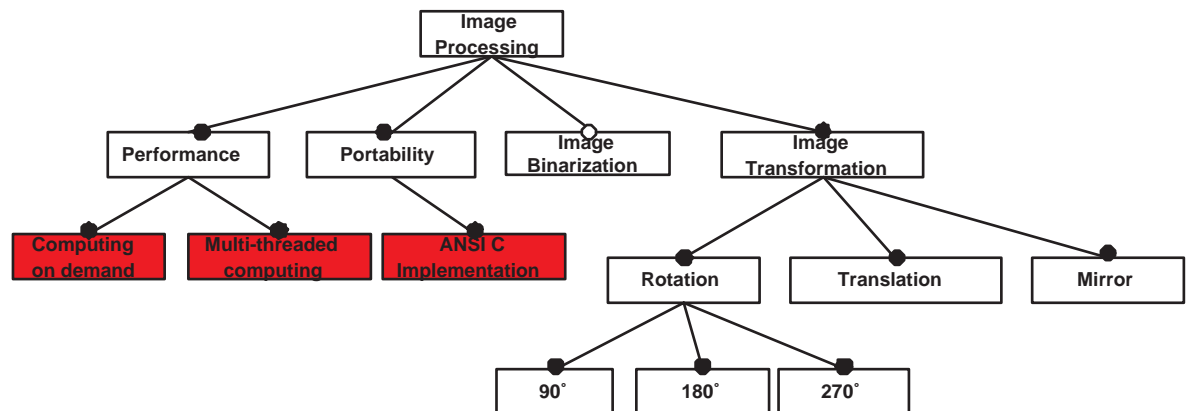 Image
Processing
Performance
Portability
Image
Binarization
Image
Transformation
Computing
on demand
Multi-threaded
computing
ANSI C
Implementation
Rotation
Translation
Mirror
90°
180°
270°